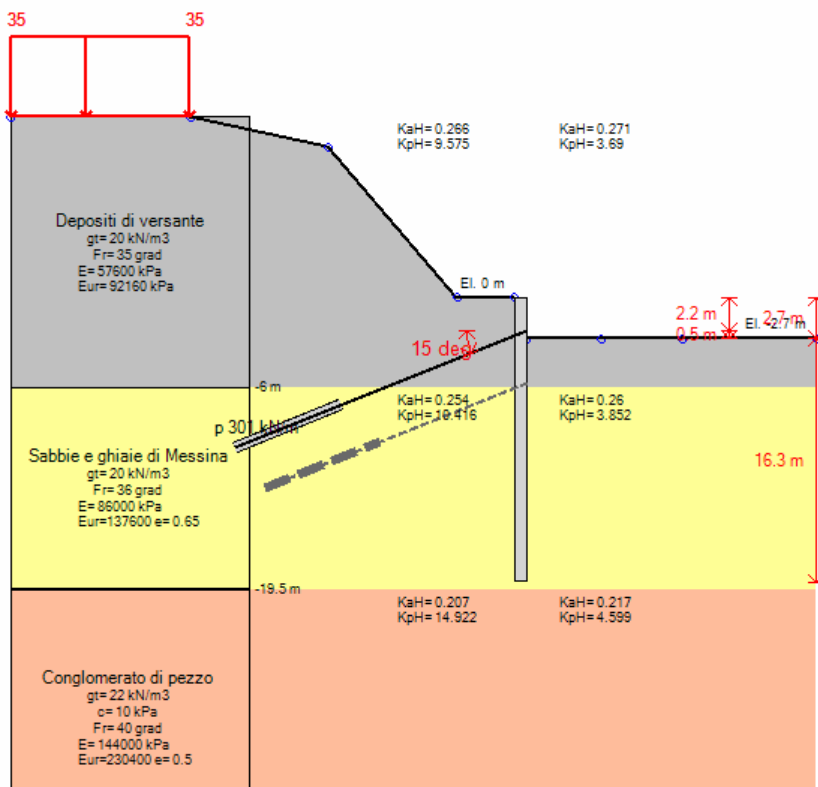 35 35
KaH= 0.266 KaH= 0.271
KpH= 9.575 KpH= 3.69
Depositi di versante
gt= 20 kN/m3
Fr= 35 grad
E= 57600 kPa
Eur= 92160 kPa
El. 0 m
2.2 m 2.7 m
El. -2.7 m
0.5 m
15 deg
-6 m
KaH= 0.254 KaH= 0.26
KpH= 10.416 KpH= 3.852
p 301 kN/m
Sabbie e ghiaie di Messina
gt= 20 kN/m3
Fr= 36 grad
E= 86000 kPa
Eur=137600 e= 0.65
16.3 m
-19.5 m
KaH= 0.207 KaH= 0.217
KpH= 14.922 KpH= 4.599
Conglomerato di pezzo
gt= 22 kN/m3
c= 10 kPa
Fr= 40 grad
E= 144000 kPa
Eur=230400 e= 0.5